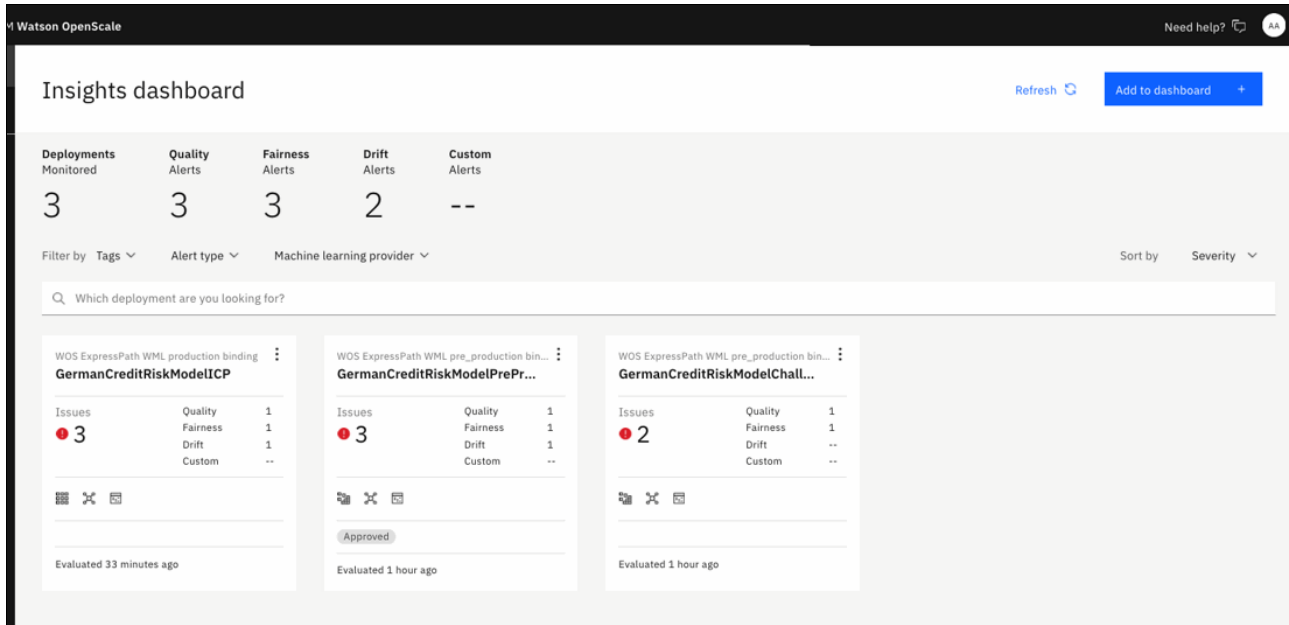 M Watson OpenScale
Need help?
AA
Insights dashboard
Refresh
Add to dashboard +
Deployments Quality Fairness Drift Custom
Monitored Alerts Alerts Alerts Alerts
3 3 3 2 --
Filter by Tags Alert type Machine learning provider Sort by Severity
Which deployment are you looking for?
WOS ExpressPath WML production binding
GermanCreditRiskModelICP
Issues
3
Quality 1
Fairness 1
Drift 1
Custom --
Evaluated 33 minutes ago
WOS ExpressPath WML pre_production bin...
GermanCreditRiskModelPrePr...
Issues
3
Quality 1
Fairness 1
Drift 1
Custom --
Approved
Evaluated 1 hour ago
WOS ExpressPath WML pre_production bin...
GermanCreditRiskModelChall...
Issues
2
Quality 1
Fairness 1
Drift --
Custom --
Evaluated 1 hour ago